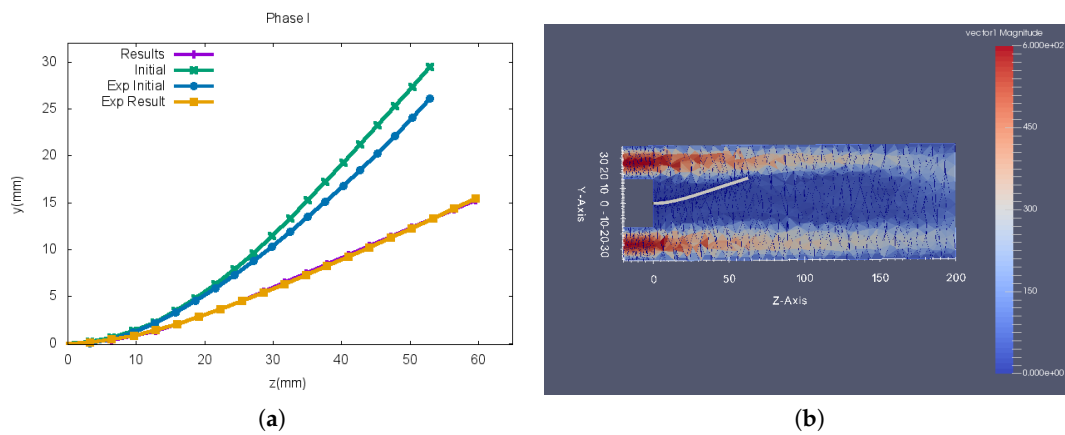 Phase I
Results
Initial
Exp Initial
Exp Result
30
25
20
15
10
5
0
y(mm)
0 10 20 30 40 50 60
z(mm)
(a)
vector1 Magnitude
6.000e+02
450
300
150
0.000e+00
Y-Axis
-30 -20 -10 0 10 20 30
0 50 100 150 200
Z-Axis
(b)